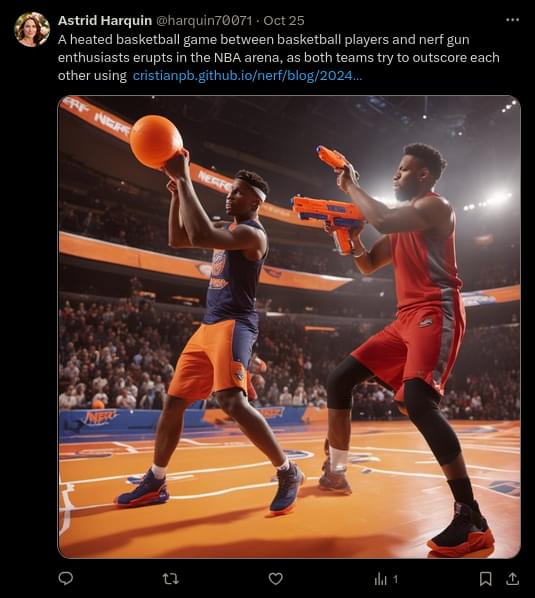 Astrid Harquin @harquin70071 · Oct 25
A heated basketball game between basketball players and nerf gun
enthusiasts erupts in the NBA arena, as both teams try to outscore each
other using cristianpb.github.io/nerf/blog/2024…
NERF
NERF
1